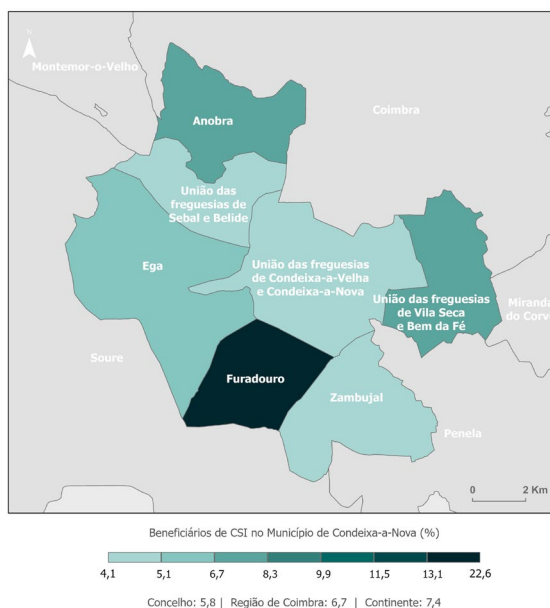 N
Montemor-o-Velho
Coimbra
Anobra
União das
freguesias de
Sebal e Belide
Ega
União das freguesias
de Condeixa-a-Velha
e Condeixa-a-Nova
União das freguesias
de Vila Seca
e Bem da Fé
Miranda
do Corvo
Soure
Furadouro
Zambujal
Penela
0 2 Km
Beneficiários de CSI no Município de Condeixa-a-Nova (%)
4,1 5,1 6,7 8,3 9,9 11,5 13,1 22,6
Concelho: 5,8 | Região de Coimbra: 6,7 | Continente: 7,4